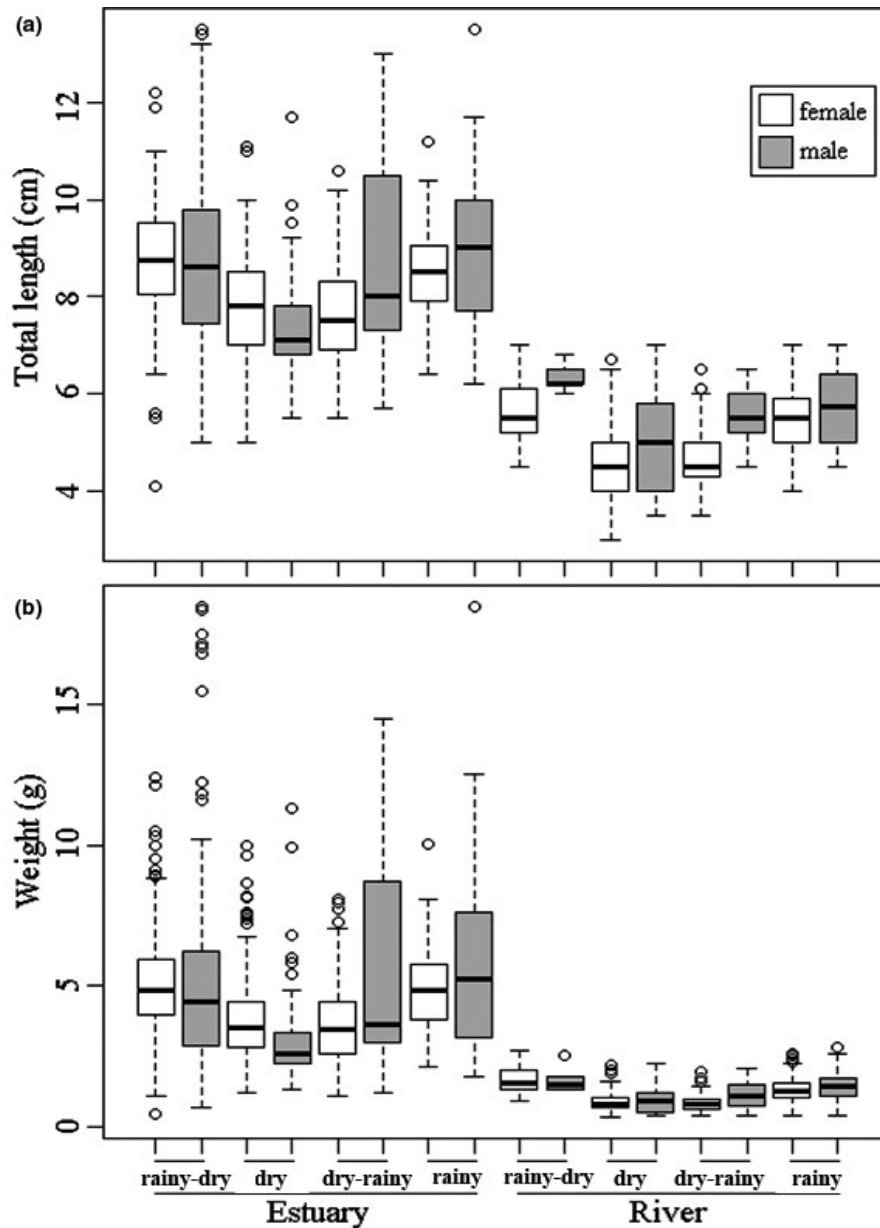 (a)
Total length (cm)
12
10
8
6
4
female
male
(b)
Weight (g)
15
10
5
0
rainy-dry dry dry-rainy rainy rainy-dry dry dry-rainy rainy
Estuary River